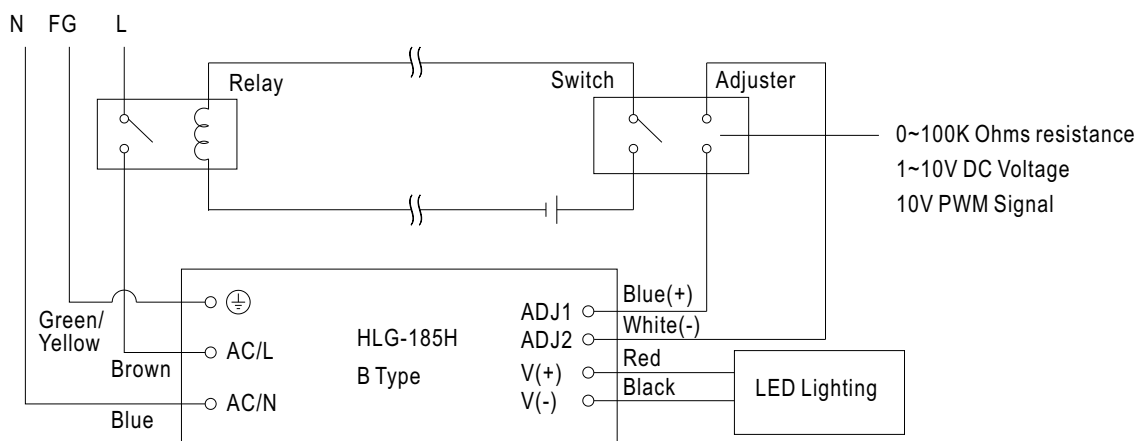 N FG L
Relay
Switch
Adjuster
0~100K Ohms resistance
1~10V DC Voltage
10V PWM Signal
Green/
Yellow
Brown
Blue
AC/L
AC/N
HLG-185H
B Type
ADJ1
ADJ2
V(+)
V(-)
Blue(+)
White(-)
Red
Black
LED Lighting